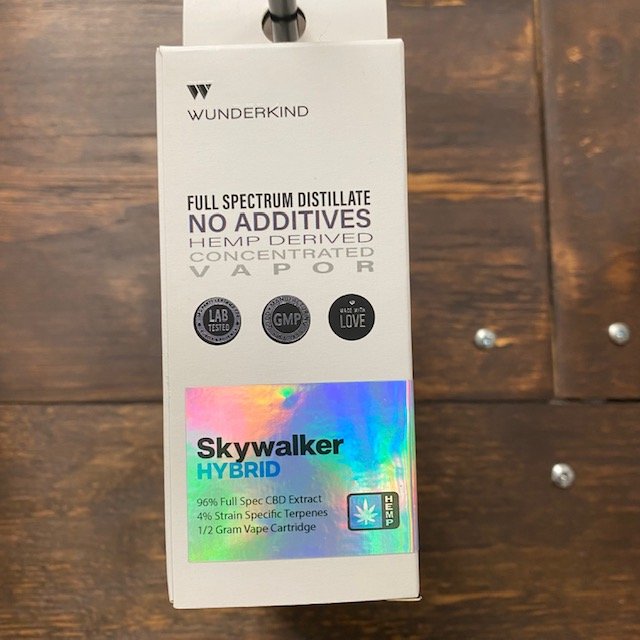 W
WUNDERKIND
FULL SPECTRUM DISTILLATE
NO ADDITIVES
HEMP DERIVED
CONCENTRATED
VAPOR
LAB
TESTED
GMP
MADE WITH
LOVE
Skywalker
HYBRID
96% Full Spec CBD Extract
4% Strain Specific Terpenes
1/2 Gram Vape Cartridge
HEMP